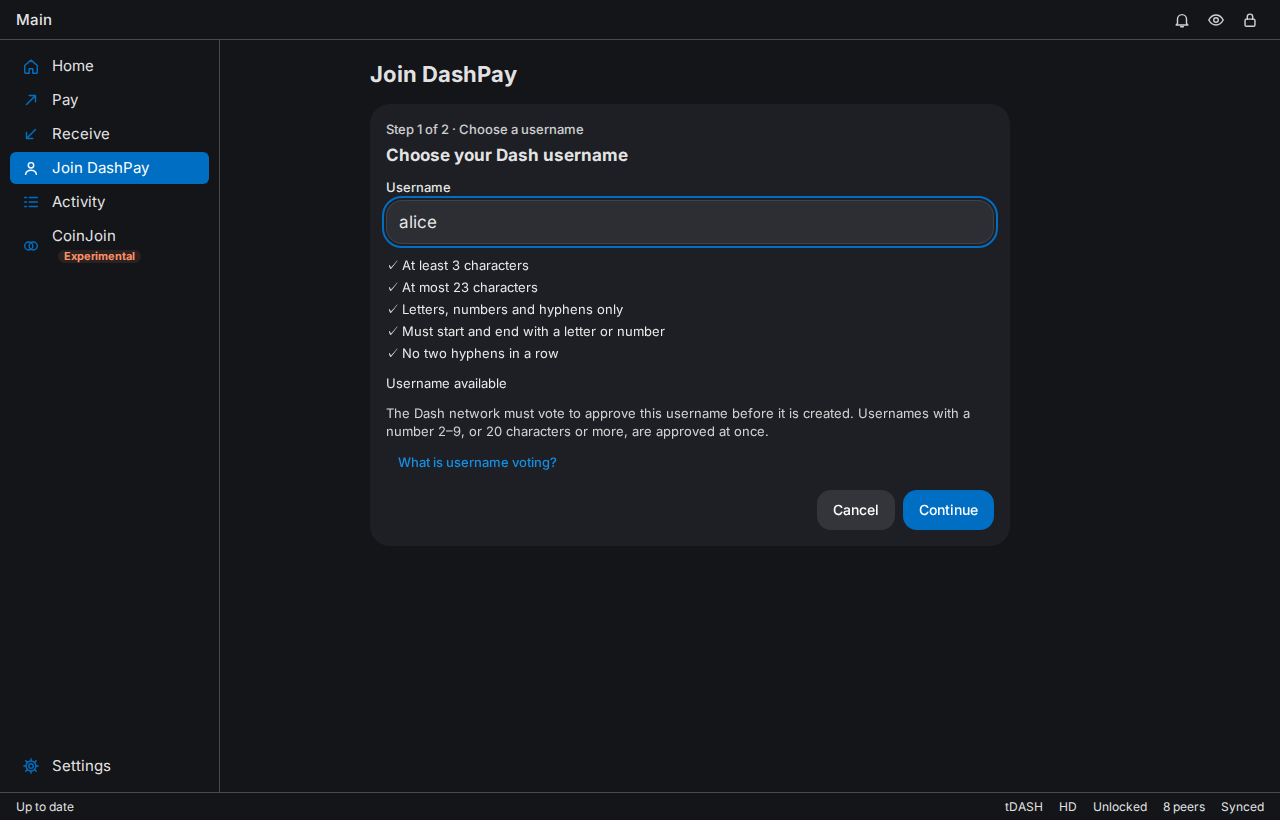 Main
Home
Pay
Receive
Join DashPay
Activity
CoinJoin
Experimental
Settings
Join DashPay
Step 1 of 2 · Choose a username
Choose your Dash username
Username
alice
✓ At least 3 characters
✓ At most 23 characters
✓ Letters, numbers and hyphens only
✓ Must start and end with a letter or number
✓ No two hyphens in a row
Username available
The Dash network must vote to approve this username before it is created. Usernames with a
number 2–9, or 20 characters or more, are approved at once.
What is username voting?
Cancel Continue
Up to date tDASH HD Unlocked 8 peers Synced